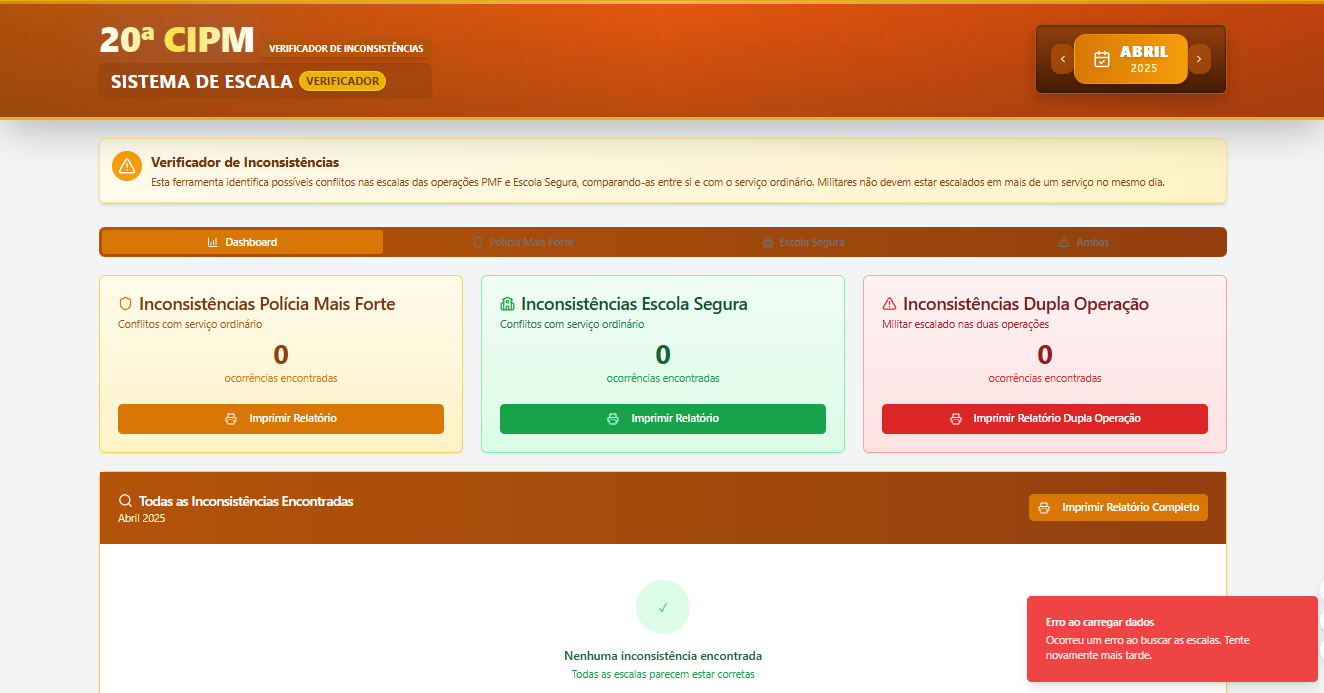 20ª CIPM
VERIFICADOR DE INCONSISTÊNCIAS
SISTEMA DE ESCALA VERIFICADOR
ABRIL
2025
Verificador de Inconsistências
Esta ferramenta identifica possíveis conflitos nas escalas das operações PMF e Escola Segura, comparando-as entre si e com o serviço ordinário. Militares não devem estar escalados em mais de um serviço no mesmo dia.
Dashboard
Polícia Mais Forte
Escola Segura
Ambas
Inconsistências Polícia Mais Forte
Conflitos com serviço ordinário
0
ocorrências encontradas
Imprimir Relatório
Inconsistências Escola Segura
Conflitos com serviço ordinário
0
ocorrências encontradas
Imprimir Relatório
Inconsistências Dupla Operação
Militar escalado nas duas operações
0
ocorrências encontradas
Imprimir Relatório Dupla Operação
Todas as Inconsistências Encontradas
Abril 2025
Imprimir Relatório Completo
Nenhuma inconsistência encontrada
Todas as escalas parecem estar corretas
Erro ao carregar dados
Ocorreu um erro ao buscar as escalas. Tente
novamente mais tarde.